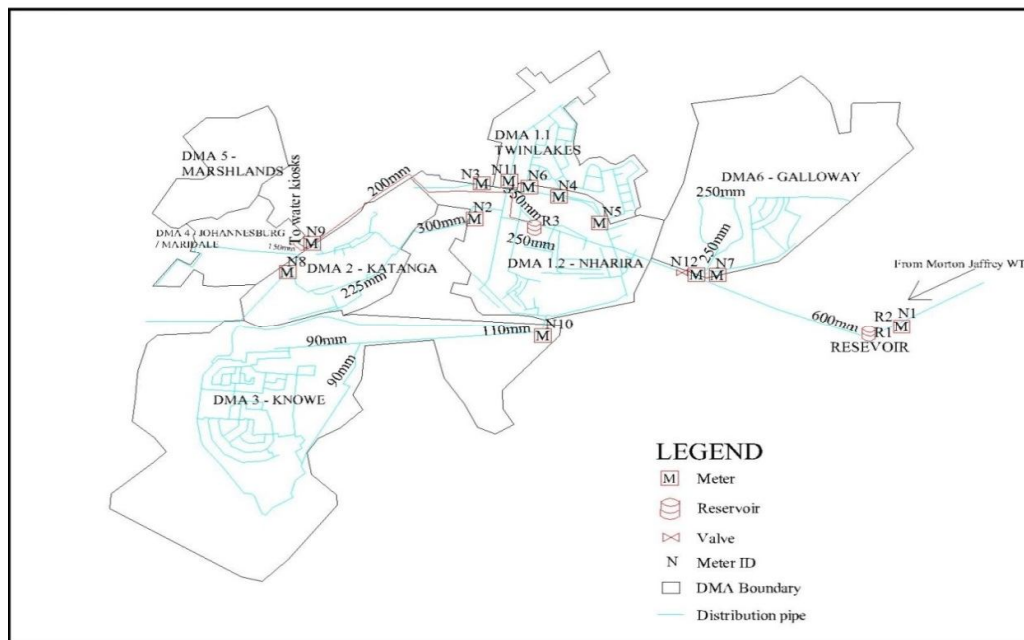 DMA 1.1
TWINLAKES
DMA 5 -
MARSHLANDS
To water kiosks
200mm
N3
N11
N6
N4
350mm
R3
N5
DMA6 - GALLOWAY
250mm
250mm
N2
300mm
250mm
DMA 4 - JOHANNESBURG
/ MARIDALE
150mm
N9
N8
DMA 2 - KATANGA
225mm
DMA 1.2 - NHARIRA
N12
N7
From Morton Jaffrey WT
600mm
R2
N1
R1
RESEVOIR
N10
110mm
90mm
90mm
DMA 3 - KNOWE
LEGEND
M Meter
Reservoir
Valve
N Meter ID
DMA Boundary
Distribution pipe